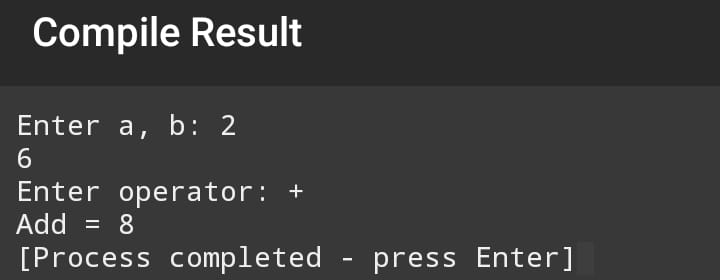 Compile Result
Enter a, b: 2
6
Enter operator: +
Add = 8
[Process completed - press Enter]